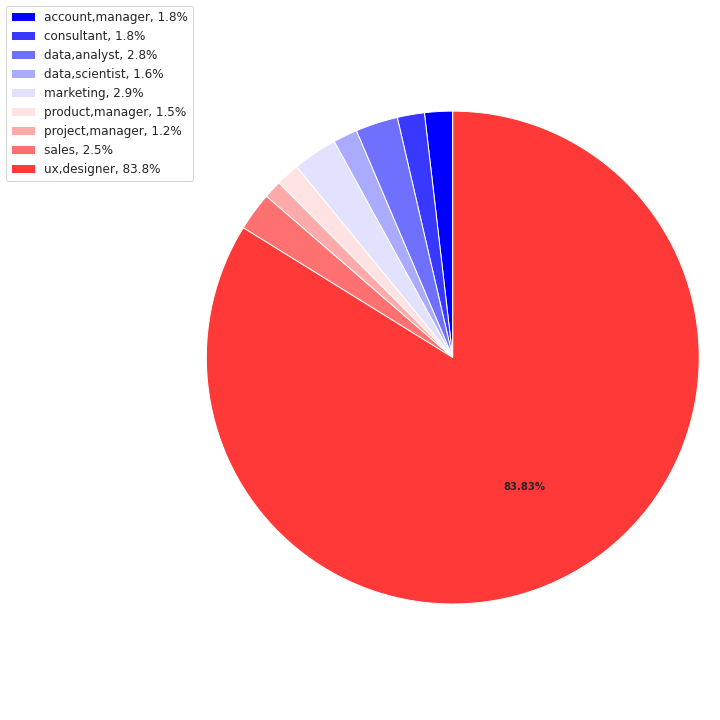 account,manager, 1.8%
consultant, 1.8%
data,analyst, 2.8%
data,scientist, 1.6%
marketing, 2.9%
product,manager, 1.5%
project,manager, 1.2%
sales, 2.5%
ux,designer, 83.8%
83.83%